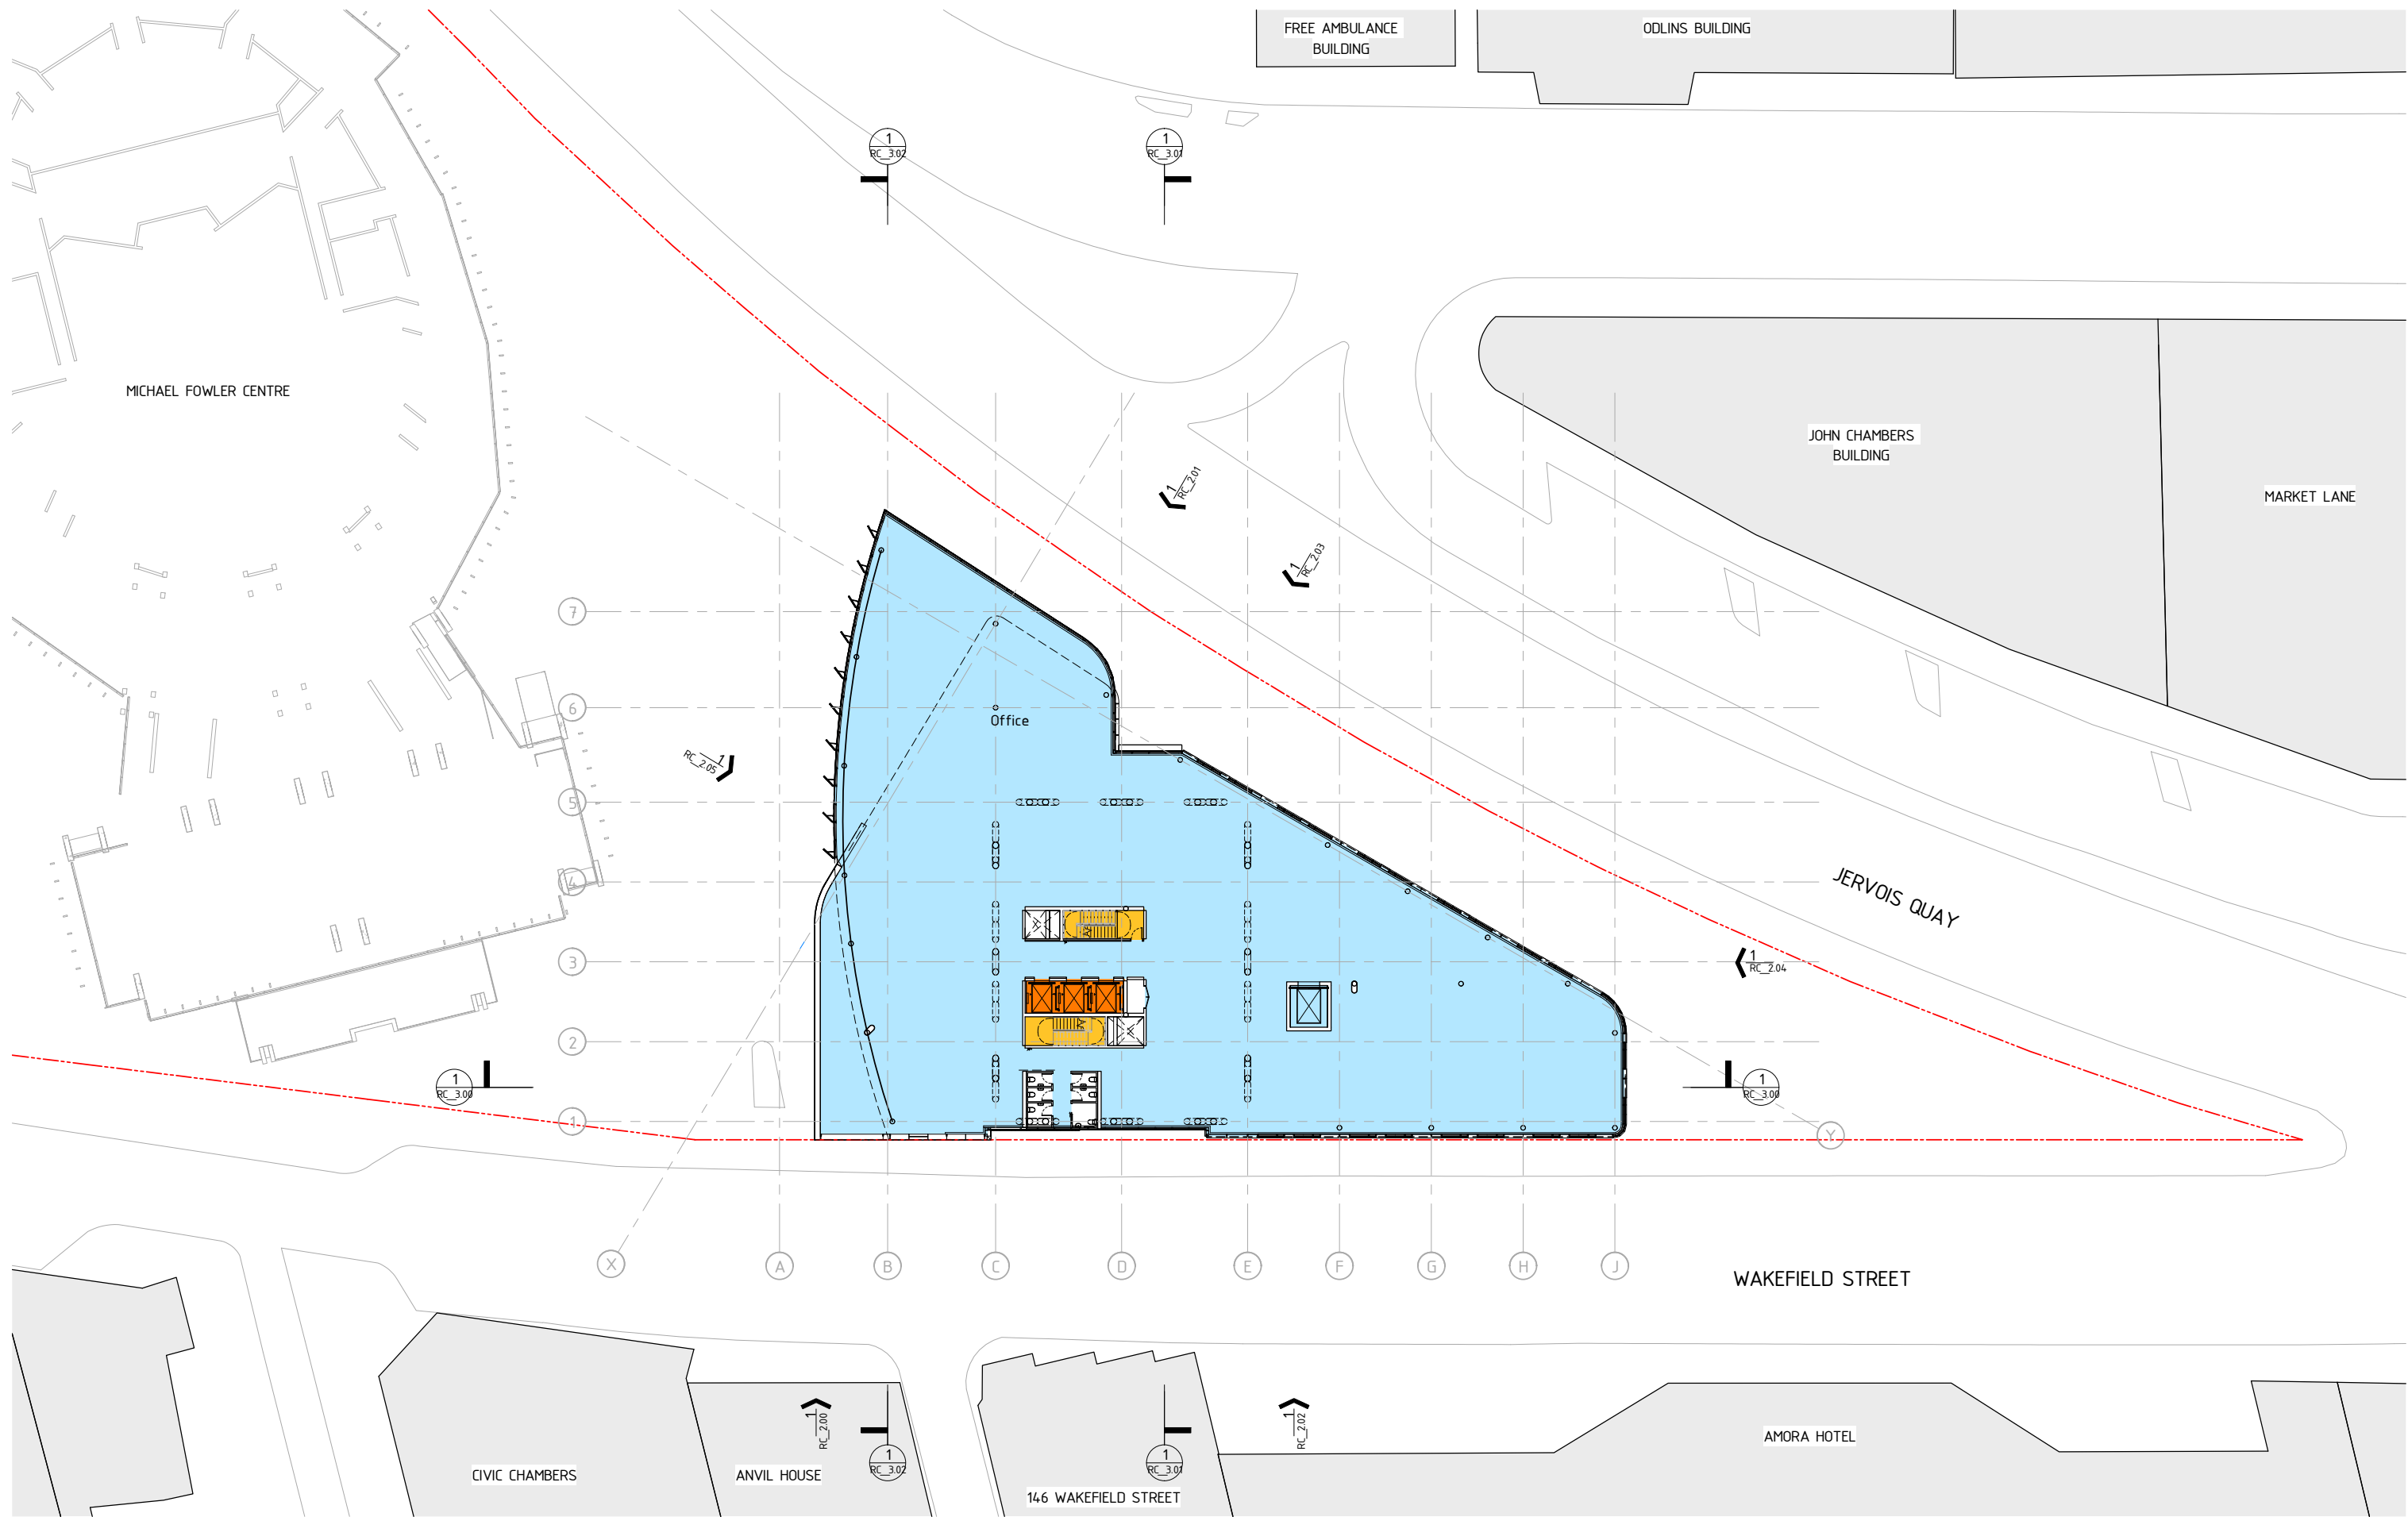 FREE AMBULANCE
BUILDING
ODLINS BUILDING
1
RC_3.02
1
RC_3.01
MICHAEL FOWLER CENTRE
JOHN CHAMBERS
BUILDING
MARKET LANE
1
RC_2.01
1
RC_2.03
7
6
Office
1
RC_2.05
5
4
JERVOIS QUAY
3
1
RC_2.04
2
1
RC_3.00
1
RC_3.00
1
Y
X
A
B
C
D
E
F
G
H
J
WAKEFIELD STREET
1
RC_2.00
1
RC_2.02
AMORA HOTEL
1
RC_3.02
1
RC_3.01
CIVIC CHAMBERS
ANVIL HOUSE
146 WAKEFIELD STREET